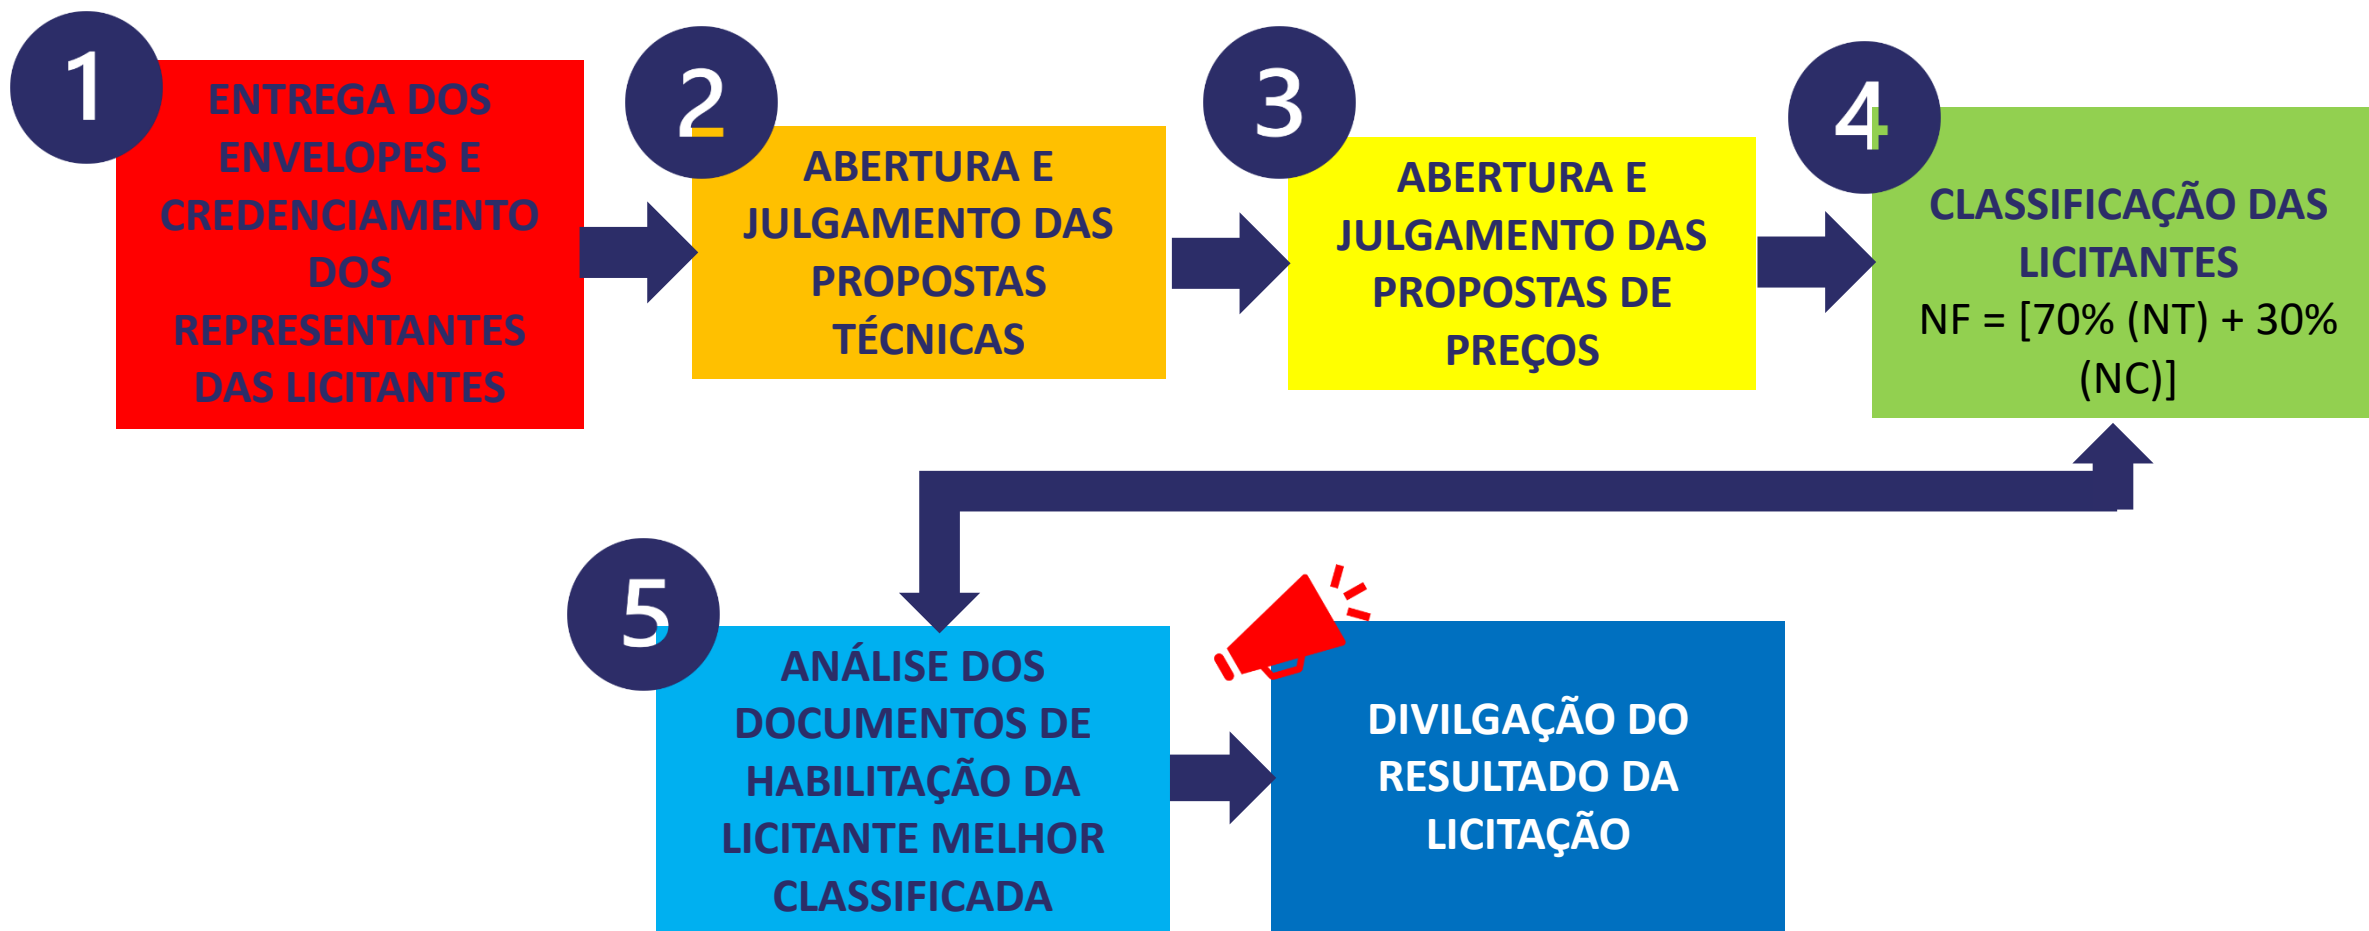 1
ENTREGA DOS
ENVELOPES E
CREDENCIAMENTO
DOS
REPRESENTANTES
DAS LICITANTES
2
ABERTURA E
JULGAMENTO DAS
PROPOSTAS
TÉCNICAS
3
ABERTURA E
JULGAMENTO DAS
PROPOSTAS DE
PREÇOS
4
CLASSIFICAÇÃO DAS
LICITANTES
NF = [70% (NT) + 30%
(NC)]
5
ANÁLISE DOS
DOCUMENTOS DE
HABILITAÇÃO DA
LICITANTE MELHOR
CLASSIFICADA
DIVILGAÇÃO DO
RESULTADO DA
LICITAÇÃO